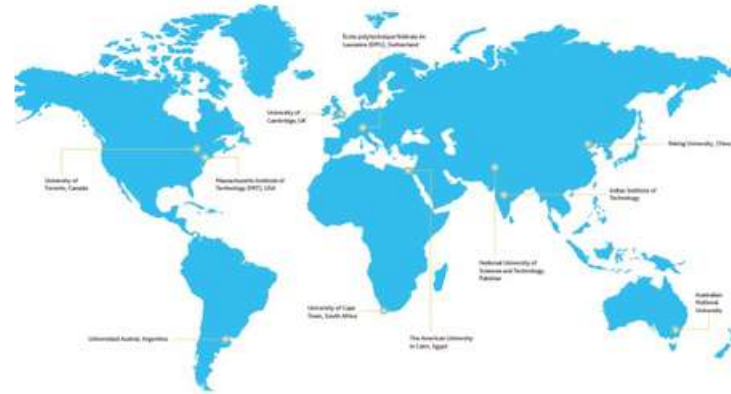 École polytechnique fédérale de
Lausanne (EPFL), Switzerland
University of
Cambridge, UK
Peking University, China
University of
Toronto, Canada
Massachusetts Institute of
Technology (MIT), USA
Indian Institute of
Technology
National University of
Sciences and Technology,
Pakistan
Australian
National
University
University of Cape
Town, South Africa
Universidad Austral, Argentina
The American University
in Cairo, Egypt